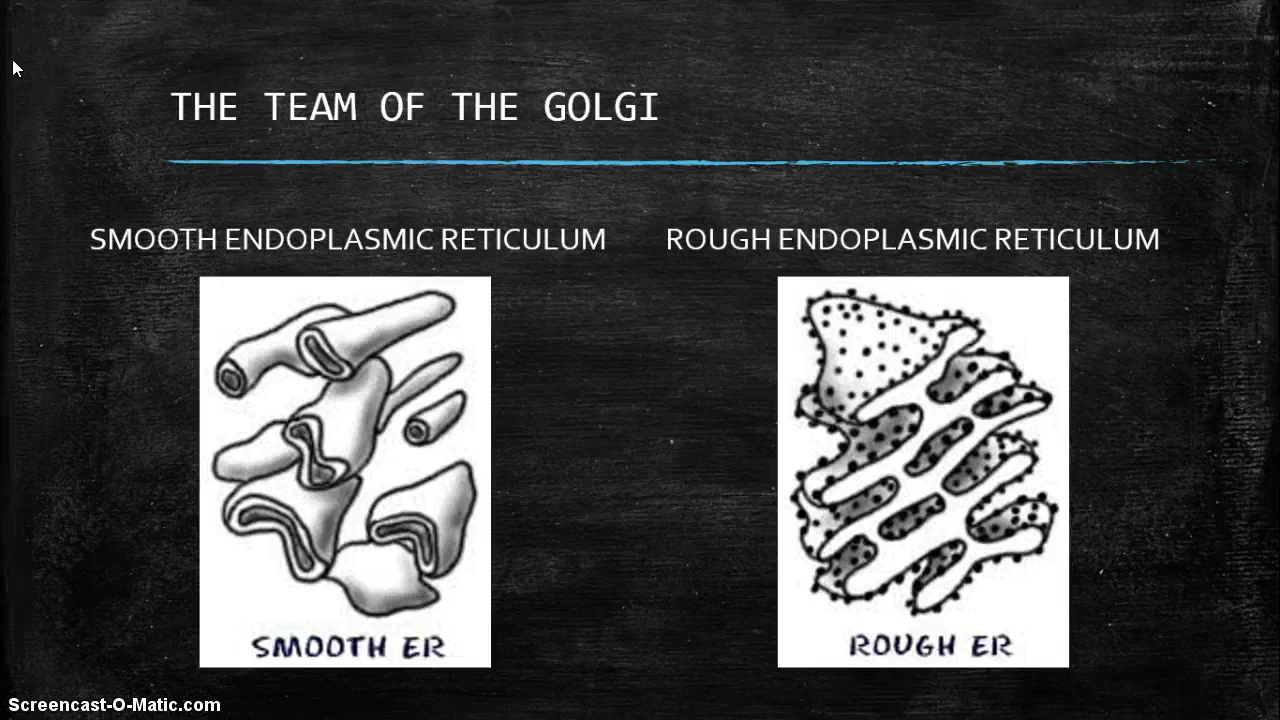 THE TEAM OF THE GOLGI
SMOOTH ENDOPLASMIC RETICULUM
ROUGH ENDOPLASMIC RETICULUM
SMOOTH ER
ROUGH ER
Screencast-O-Matic.com